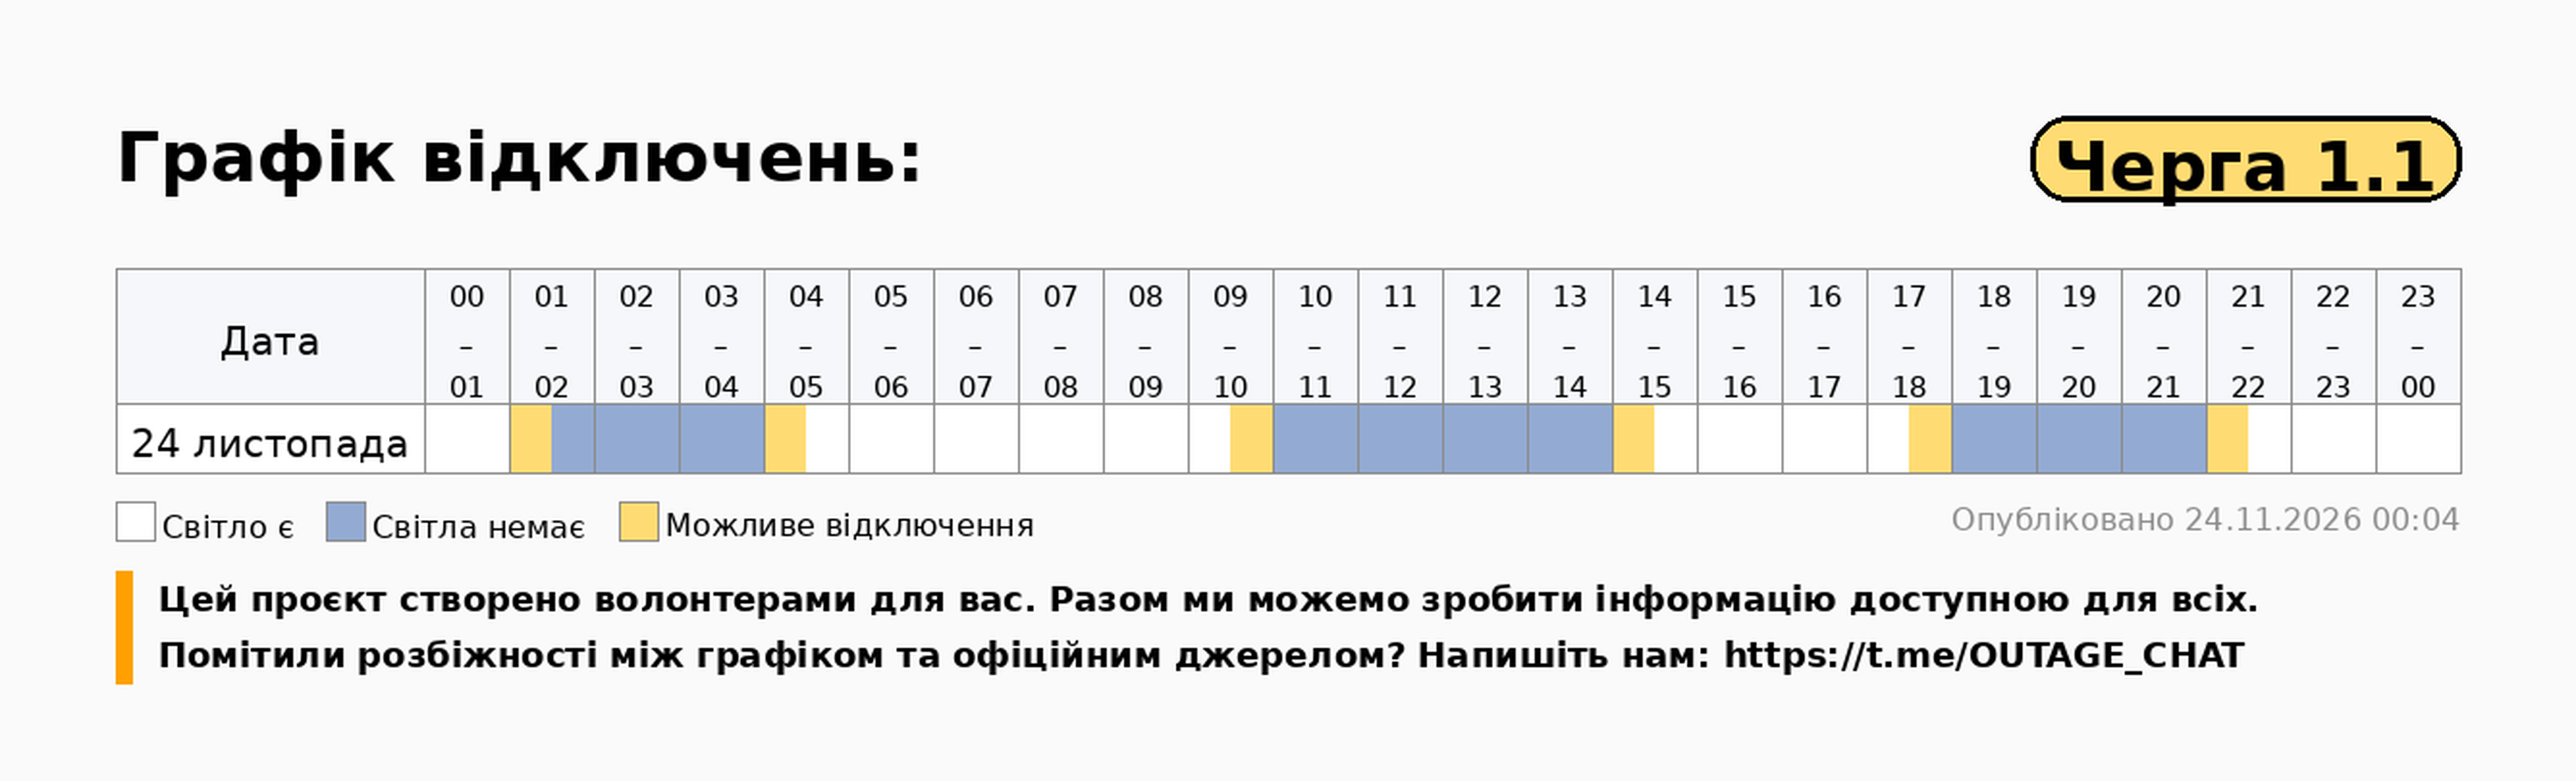 Графік відключень:
Черга 1.1
Дата 00 – 01 01 – 02 02 – 03 03 – 04 04 – 05 05 – 06 06 – 07 07 – 08 08 – 09 09 – 10 10 – 11 11 – 12 12 – 13 13 – 14 14 – 15 15 – 16 16 – 17 17 – 18 18 – 19 19 – 20 20 – 21 21 – 22 22 – 23 23 – 00
24 листопада
Світло є Світла немає Можливе відключення
Опубліковано 24.11.2026 00:04
Цей проєкт створено волонтерами для вас. Разом ми можемо зробити інформацію доступною для всіх.
Помітили розбіжності між графіком та офіційним джерелом? Напишіть нам: https://t.me/OUTAGE_CHAT